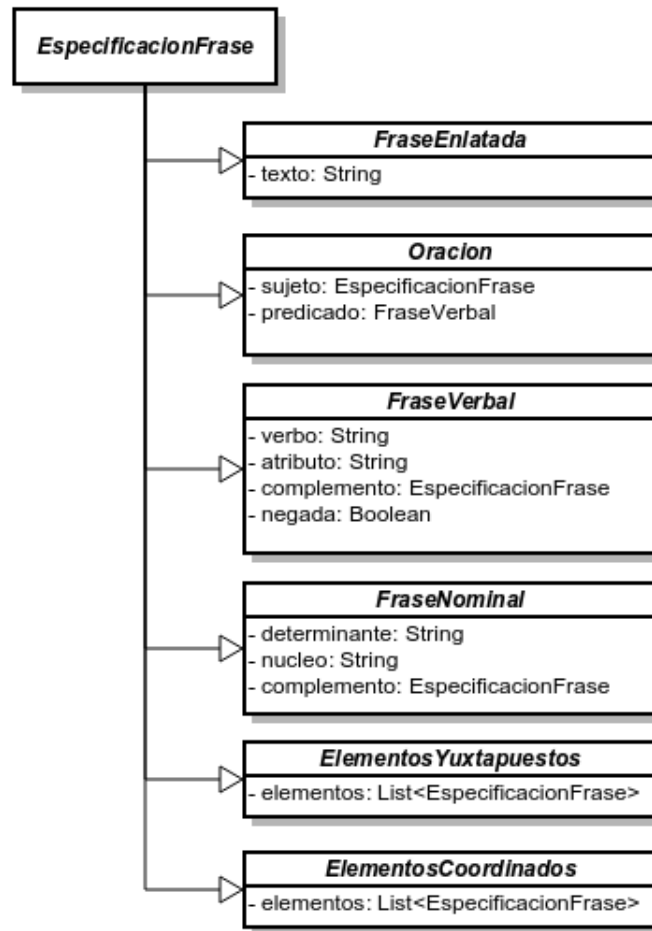 EspecificacionFrase
FraseEnlatada
- texto: String
Oracion
- sujeto: EspecificacionFrase
- predicado: FraseVerbal
FraseVerbal
- verbo: String
- atributo: String
- complemento: EspecificacionFrase
- negada: Boolean
FraseNominal
- determinante: String
- nucleo: String
- complemento: EspecificacionFrase
ElementosYuxtapuestos
- elementos: List<EspecificacionFrase>
ElementosCoordinados
- elementos: List<EspecificacionFrase>